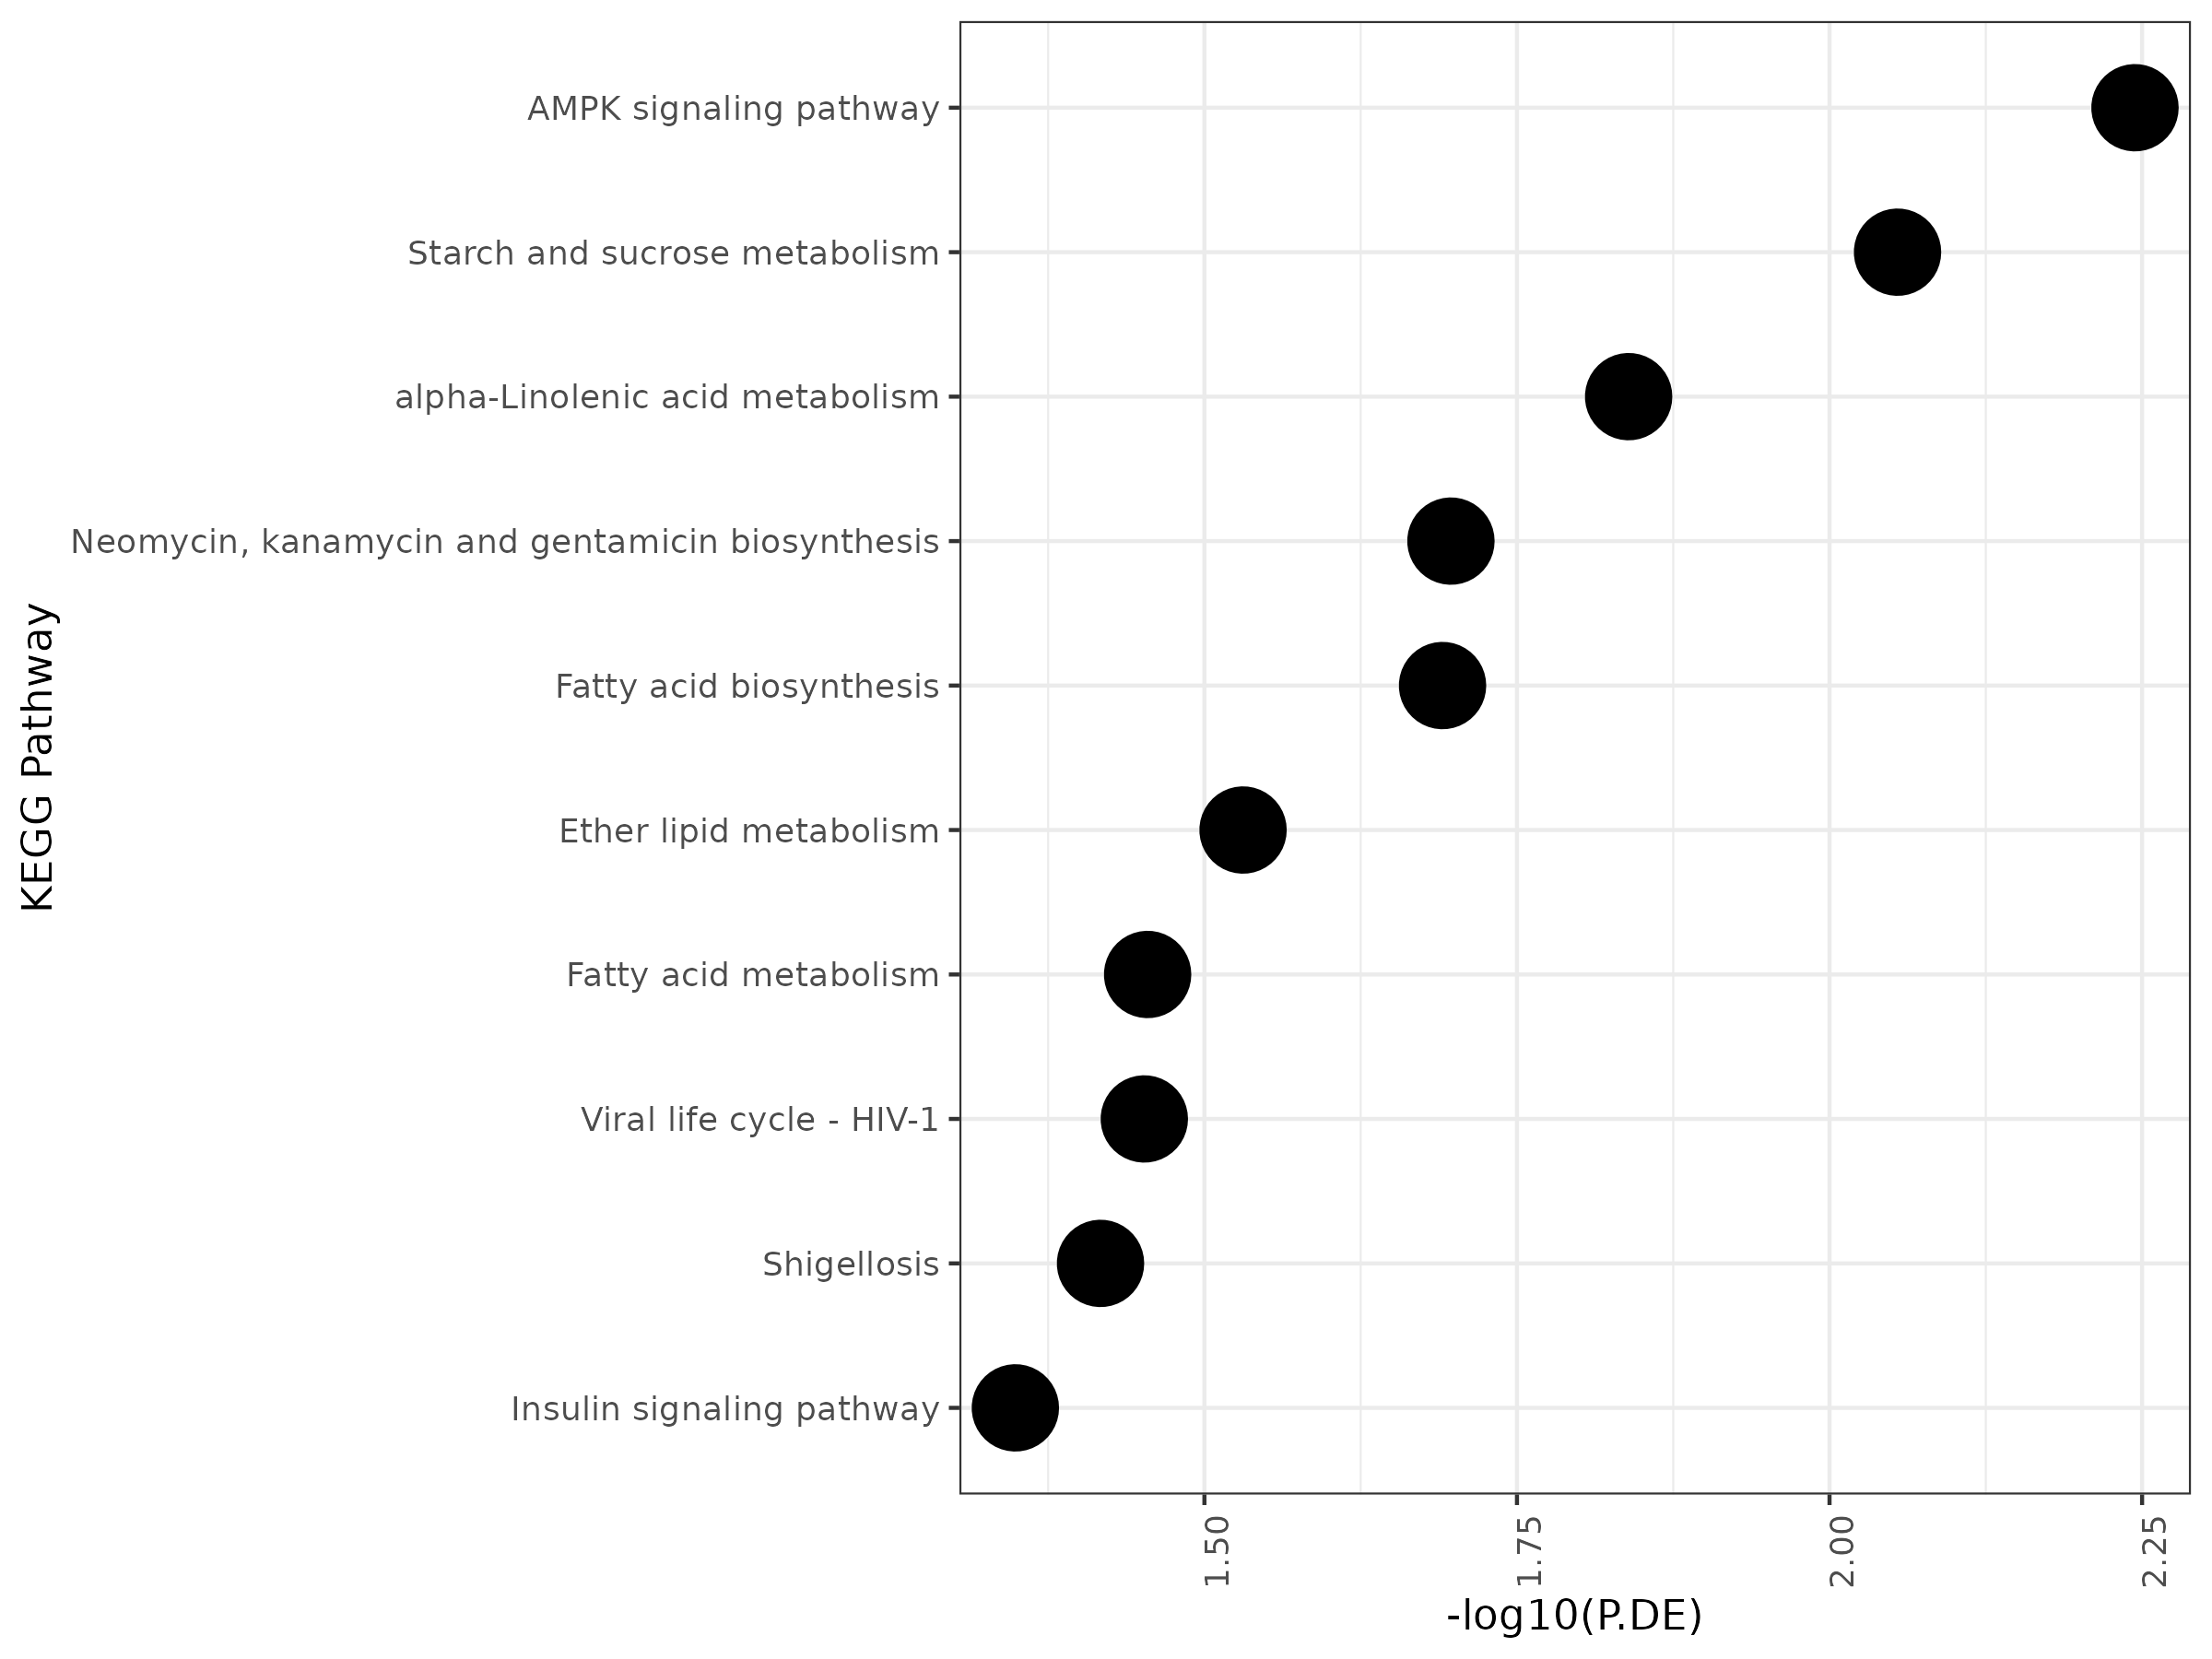 KEGG Pathway
AMPK signaling pathway
Starch and sucrose metabolism
alpha-Linolenic acid metabolism
Neomycin, kanamycin and gentamicin biosynthesis
Fatty acid biosynthesis
Ether lipid metabolism
Fatty acid metabolism
Viral life cycle - HIV-1
Shigellosis
Insulin signaling pathway
1.50
1.75
2.00
2.25
-log10(P.DE)